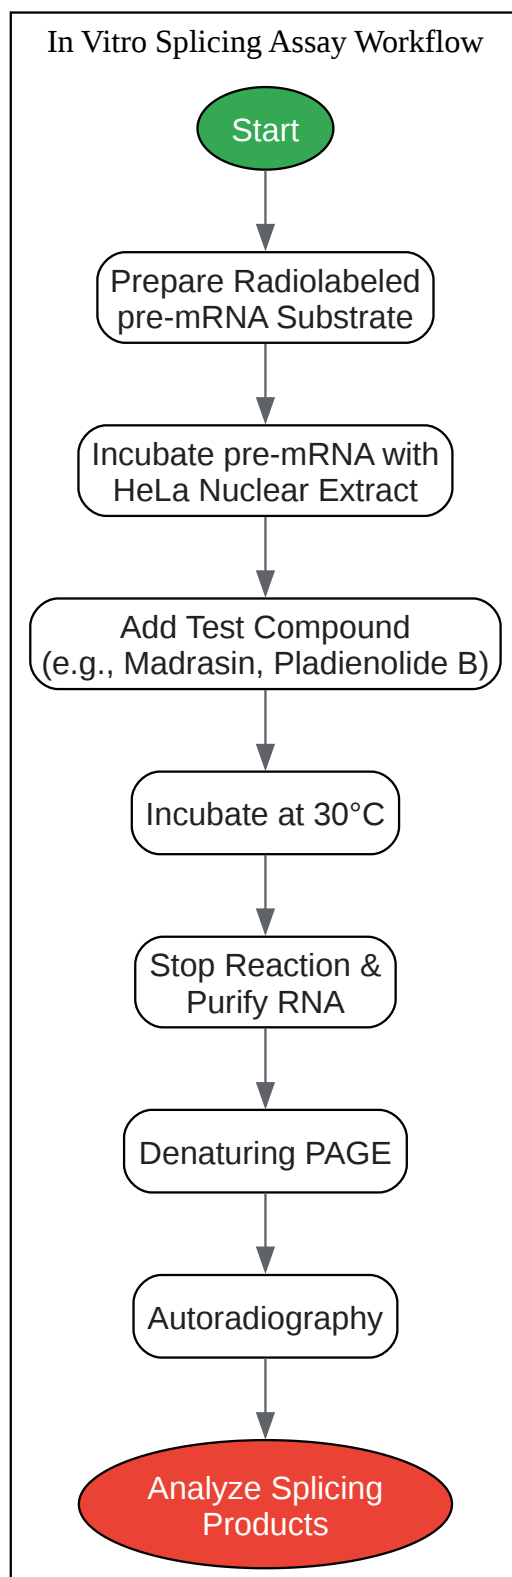 In Vitro Splicing Assay Workflow
Start
Prepare Radiolabeled
pre-mRNA Substrate
Incubate pre-mRNA with
HeLa Nuclear Extract
Add Test Compound
(e.g., Madrasin, Pladienolide B)
Incubate at 30°C
Stop Reaction &
Purify RNA
Denaturing PAGE
Autoradiography
Analyze Splicing
Products